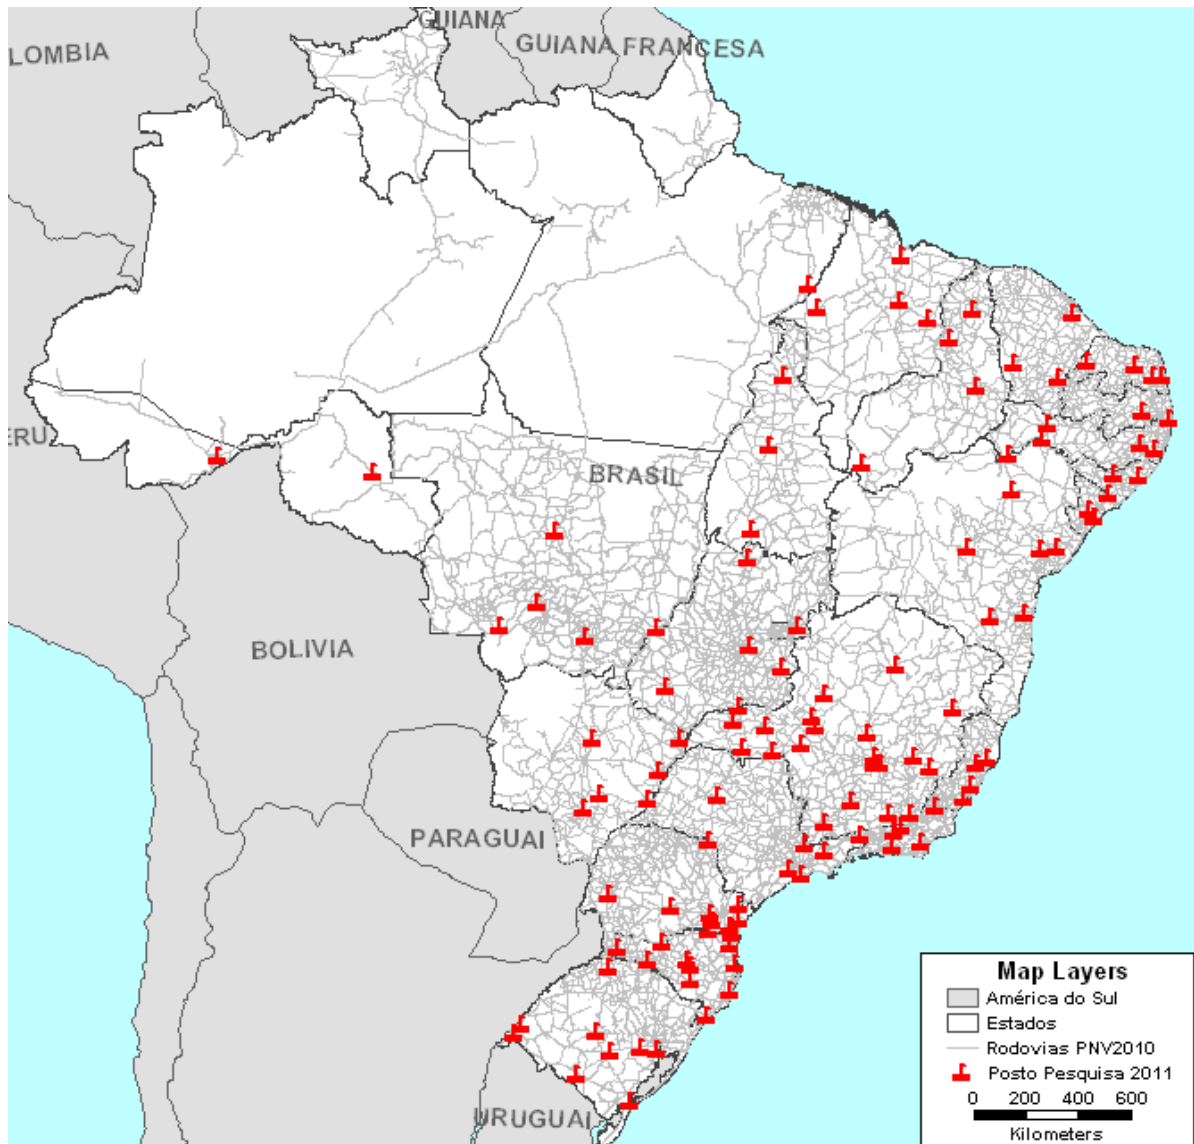 GUIANA
GUIANA FRANCESA
LOMBIA
ERU
BRASIL
BOLIVIA
PARAGUAI
URUGUAI
Map Layers
América do Sul
Estados
Rodovias PNV2010
Posto Pesquisa 2011
0 200 400 600
Kilometers